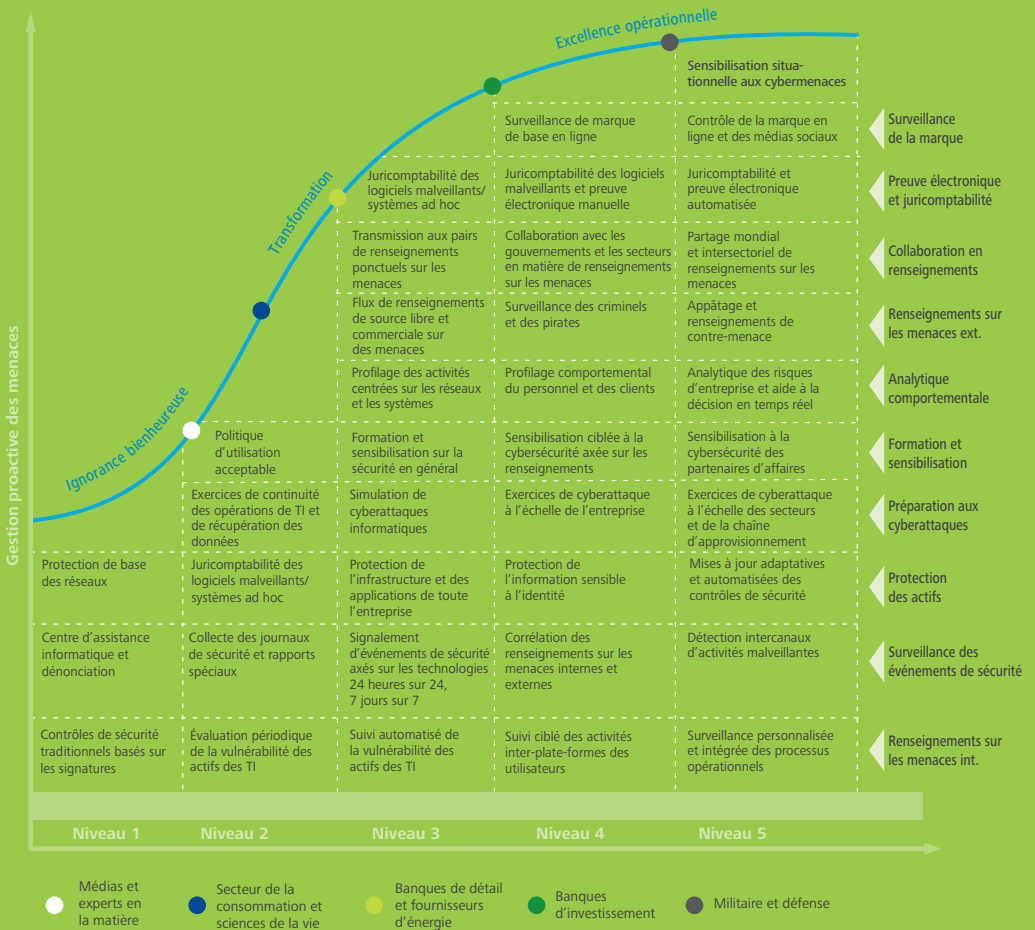 Excellence opérationnelle
Transformation
Ignorance bienheureuse
Gestion proactive des menaces
Sensibilisation situa-
tionnelle aux cybermenaces
Surveillance de marque
de base en ligne
Contrôle de la marque en
ligne et des médias sociaux
Surveillance
de la marque
Juricomptabilité des
logiciels malveillants/
systèmes ad hoc
Juricomptabilité des logiciels
malveillants et preuve
électronique manuelle
Juricomptabilité et
preuve électronique
automatisée
Preuve électronique
et juricomptabilité
Transmission aux pairs
de renseignements
ponctuels sur les
menaces
Collaboration avec les
gouvernements et les secteurs
en matière de renseignements
sur les menaces
Partage mondial
et intersectoriel de
renseignements sur les
menaces
Collaboration en
renseignements
Flux de renseignements
de source libre et
commerciale sur
des menaces
Surveillance des criminels
et des pirates
Appâtage et
renseignements de
contre-menace
Renseignements sur
les menaces ext.
Profilage des activités
centrées sur les réseaux
et les systèmes
Profilage comportemental
du personnel et des clients
Analytique des risques
d'entreprise et aide à la
décision en temps réel
Analytique
comportementale
Politique
d'utilisation
acceptable
Formation et
sensibilisation sur la
sécurité en général
Sensibilisation ciblée à la
cybersécurité axée sur les
renseignements
Sensibilisation à la
cybersécurité des
partenaires d'affaires
Formation et
sensibilisation
Exercices de continuité
des opérations de TI et
de récupération des
données
Simulation de
cyberattaques
informatiques
Exercices de cyberattaque
à l'échelle de l'entreprise
Exercices de cyberattaque
à l'échelle des secteurs
et de la chaîne
d'approvisionnement
Préparation aux
cyberattaques
Protection de base
des réseaux
Juricomptabilité des
logiciels malveillants/
systèmes ad hoc
Protection de
l'infrastructure et des
applications de toute
l'entreprise
Protection de
l'information sensible
à l'identité
Mises à jour adaptatives
et automatisées des
contrôles de sécurité
Protection
des actifs
Centre d'assistance
informatique et
dénonciation
Collecte des journaux
de sécurité et rapports
spéciaux
Signalement
d'événements de sécurité
axés sur les technologies
24 heures sur 24,
7 jours sur 7
Corrélation des
renseignements sur les
menaces internes et
externes
Détection intercanaux
d'activités malveillantes
Surveillance des
événements de sécurité
Contrôles de sécurité
traditionnels basés sur
les signatures
Évaluation périodique
de la vulnérabilité des
actifs des TI
Suivi automatisé de
la vulnérabilité des
actifs des TI
Suivi ciblé des activités
inter-plate-formes des
utilisateurs
Surveillance personnalisée
et intégrée des processus
opérationnels
Renseignements sur
les menaces int.
Niveau 1
Niveau 2
Niveau 3
Niveau 4
Niveau 5
Médias et
experts en
la matière
Secteur de la
consommation et
sciences de la vie
Banques de détail
et fournisseurs
d'énergie
Banques
d'investissement
Militaire et défense